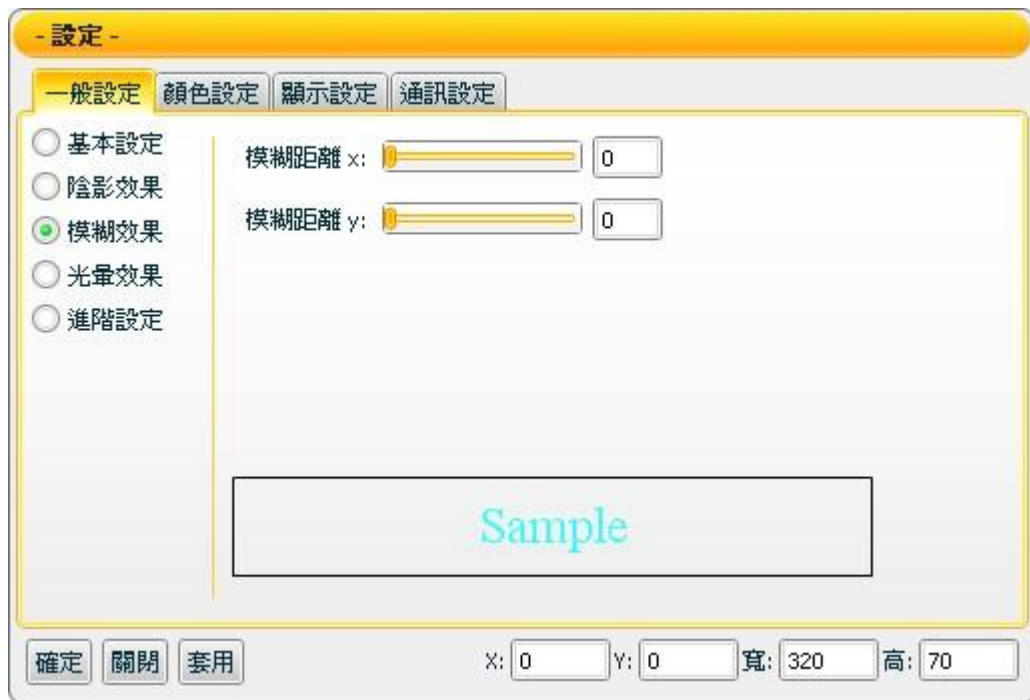 - 設定 -
一般設定 顏色設定 顯示設定 通訊設定
基本設定
陰影效果
模糊效果
光暈效果
進階設定
模糊距離 x: 0
模糊距離 y: 0
Sample
確定 關閉 套用 X: 0 Y: 0 寬: 320 高: 70